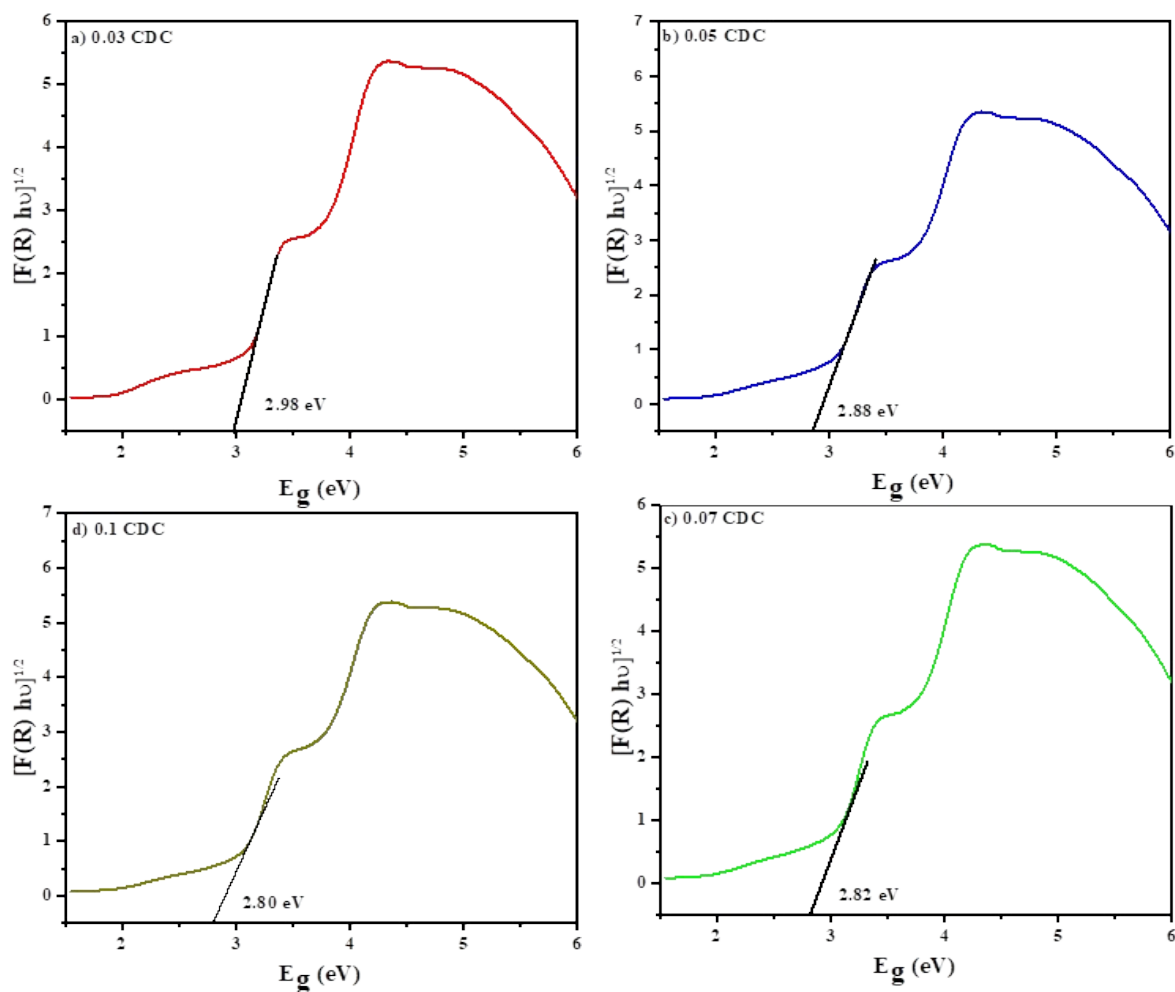 a) 0.03 CDC
6
5
4
3
2
1
0
[F(R) hυ]1/2
2.98 eV
2 3 4 5 6
Eg (eV)
b) 0.05 CDC
7
6
5
4
3
2
1
0
[F(R) hυ]1/2
2.88 eV
2 3 4 5 6
Eg (eV)
d) 0.1 CDC
7
6
5
4
3
2
1
0
[F(R) hυ]1/2
2.80 eV
2 3 4 5 6
Eg (eV)
c) 0.07 CDC
6
5
4
3
2
1
0
[F(R) hυ]1/2
2.82 eV
2 3 4 5 6
Eg (eV)